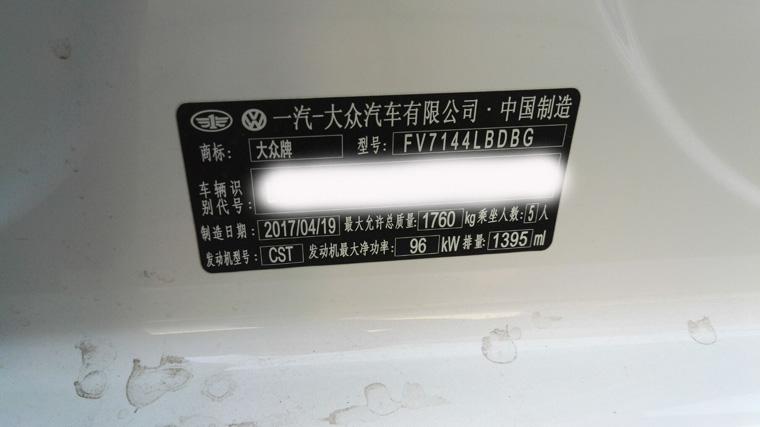 一汽-大众汽车有限公司·中国制造
商标: 大众牌 型号: FV7144LBDBG
车辆识
别代号:
制造日期: 2017/04/19 最大允许总质量: 1760 kg 乘坐人数: 5 人
发动机型号: CST 发动机最大净功率: 96 kW 排量: 1395 ml